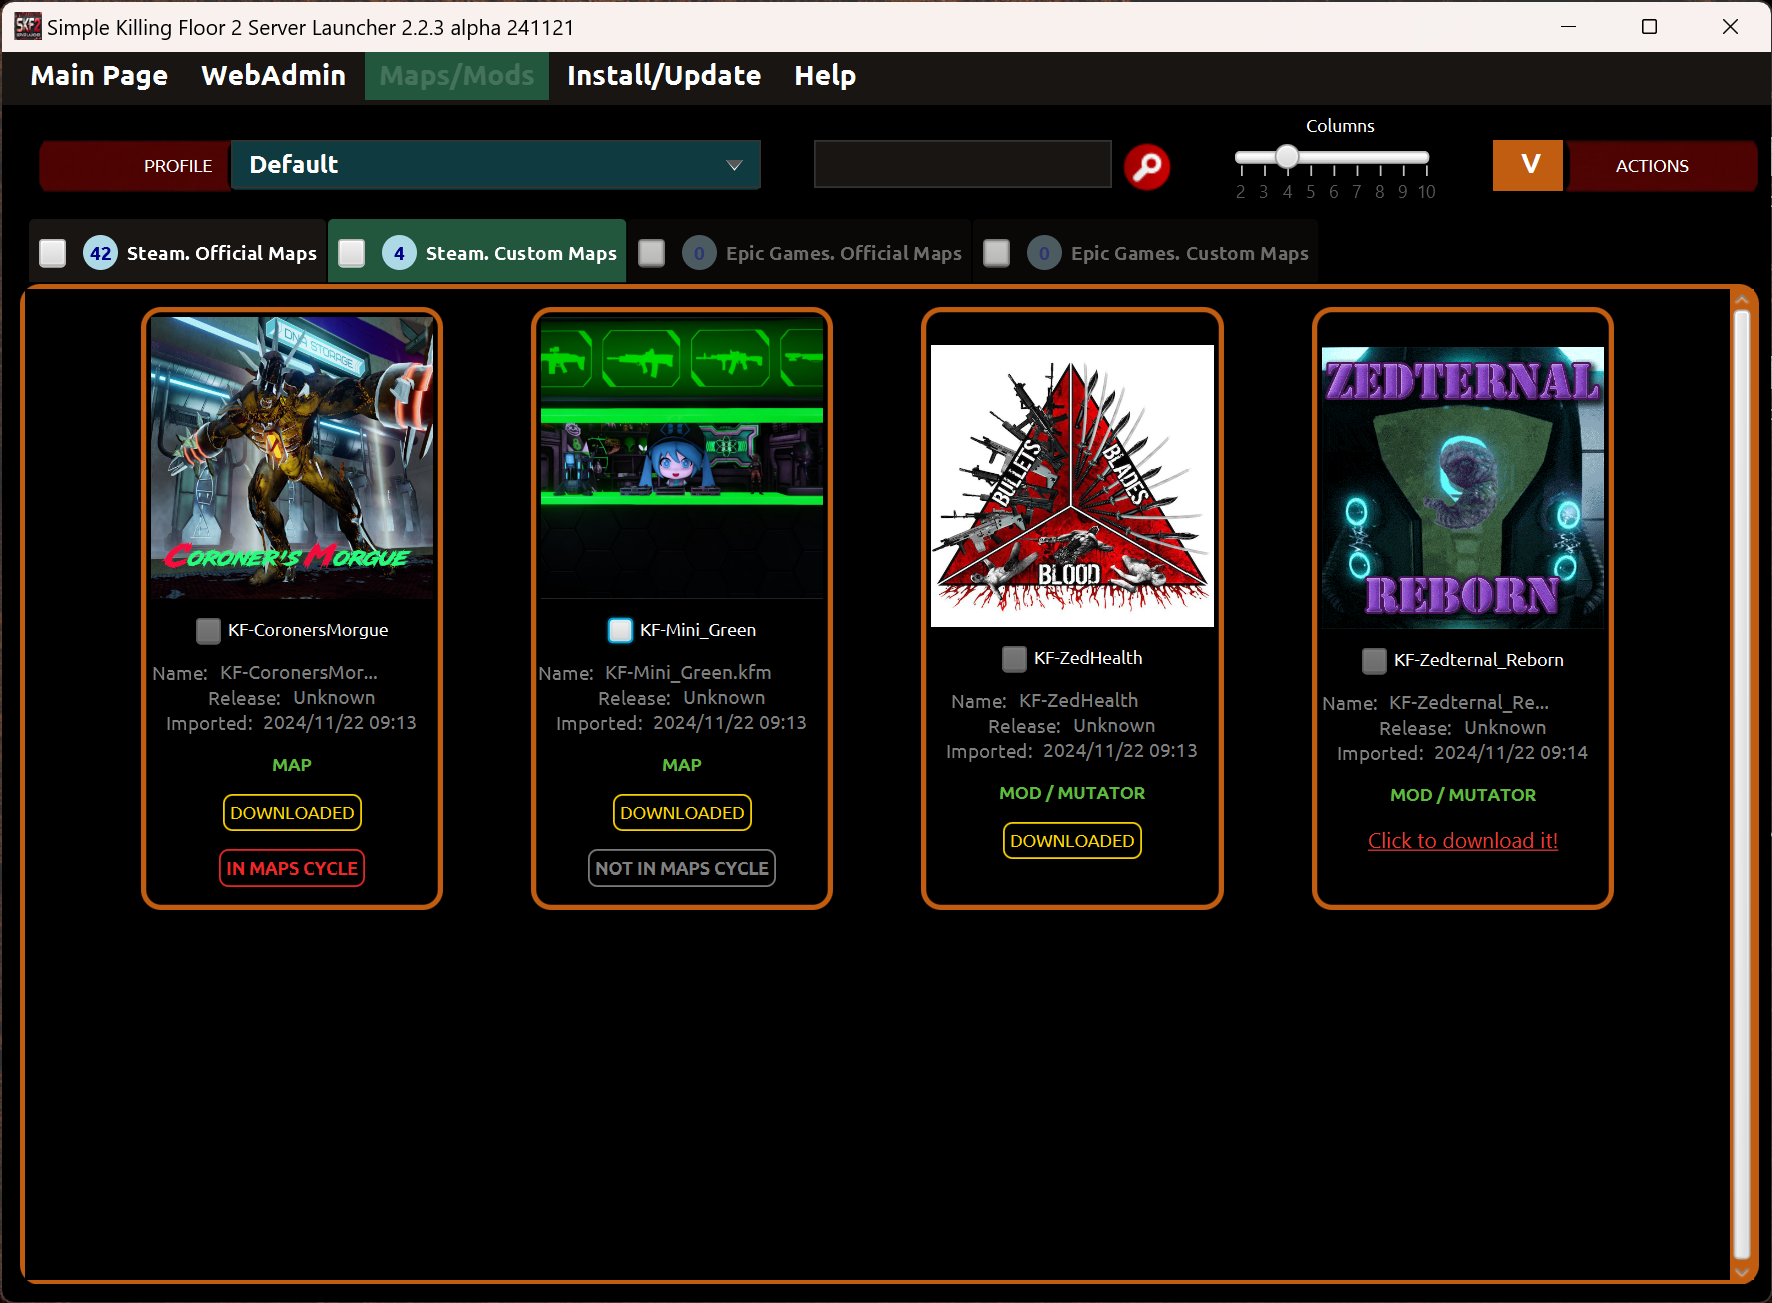 Simple Killing Floor 2 Server Launcher 2.2.3 alpha 241121
Main Page WebAdmin Maps/Mods Install/Update Help
Columns
PROFILE Default V ACTIONS
2 3 4 5 6 7 8 9 10
42 Steam. Official Maps 4 Steam. Custom Maps 0 Epic Games. Official Maps 0 Epic Games. Custom Maps
DNA STORAGE
CORONER'S MORGUE
KF-CoronersMorgue
Name: KF-CoronersMor...
Release: Unknown
Imported: 2024/11/22 09:13
MAP
DOWNLOADED
IN MAPS CYCLE
KF-Mini_Green
Name: KF-Mini_Green.kfm
Release: Unknown
Imported: 2024/11/22 09:13
MAP
DOWNLOADED
NOT IN MAPS CYCLE
BULLETS
BLADES
BLOOD
KF-ZedHealth
Name: KF-ZedHealth
Release: Unknown
Imported: 2024/11/22 09:13
MOD / MUTATOR
DOWNLOADED
ZEDTERNAL
REBORN
KF-Zedternal_Reborn
Name: KF-Zedternal_Re...
Release: Unknown
Imported: 2024/11/22 09:14
MOD / MUTATOR
Click to download it!